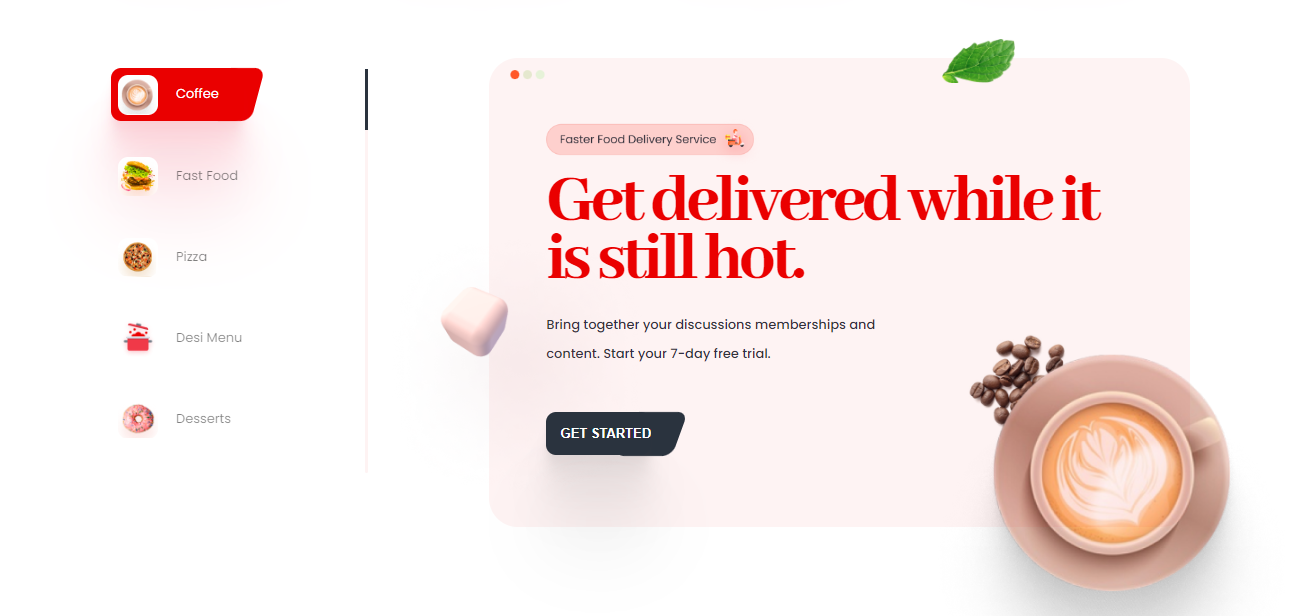 Coffee
Fast Food
Pizza
Desi Menu
Desserts
Faster Food Delivery Service
Get delivered while it
is still hot.
Bring together your discussions memberships and
content. Start your 7-day free trial.
GET STARTED